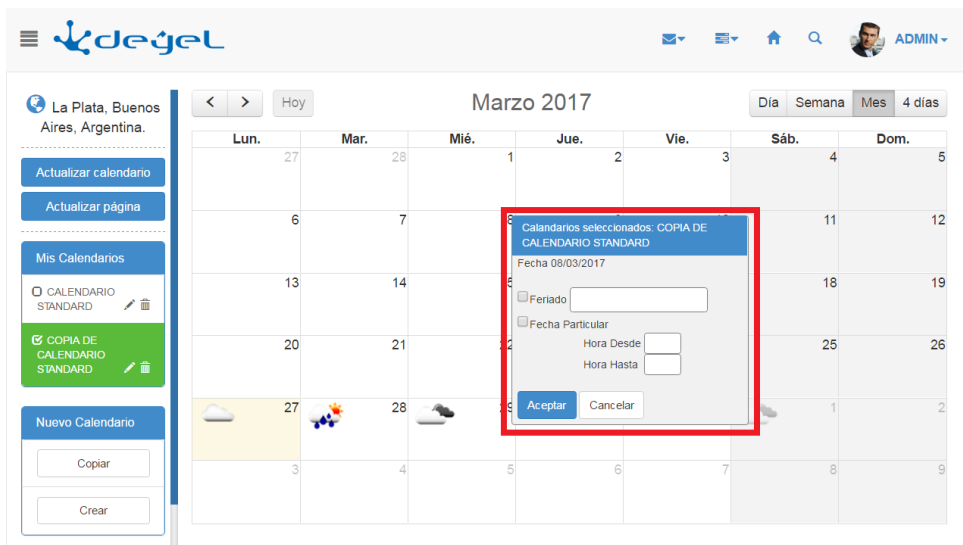 deyel
ADMIN
La Plata, Buenos
Aires, Argentina.
Actualizar calendario
Actualizar página
Mis Calendarios
CALENDARIO
STANDARD
COPIA DE
CALENDARIO
STANDARD
Nuevo Calendario
Copiar
Crear
< > Hoy
Marzo 2017
Día Semana Mes 4 días
Lun. Mar. Mié. Jue. Vie. Sáb. Dom.
27 28 1 2 3 4 5
6 7 8 11 12
Calandarios seleccionados: COPIA DE
CALENDARIO STANDARD
Fecha 08/03/2017
Feriado
Fecha Particular
Hora Desde
Hora Hasta
Aceptar Cancelar
13 14 18 19
20 21 25 26
27 28 29 1 2
3 4 5 6 7 8 9